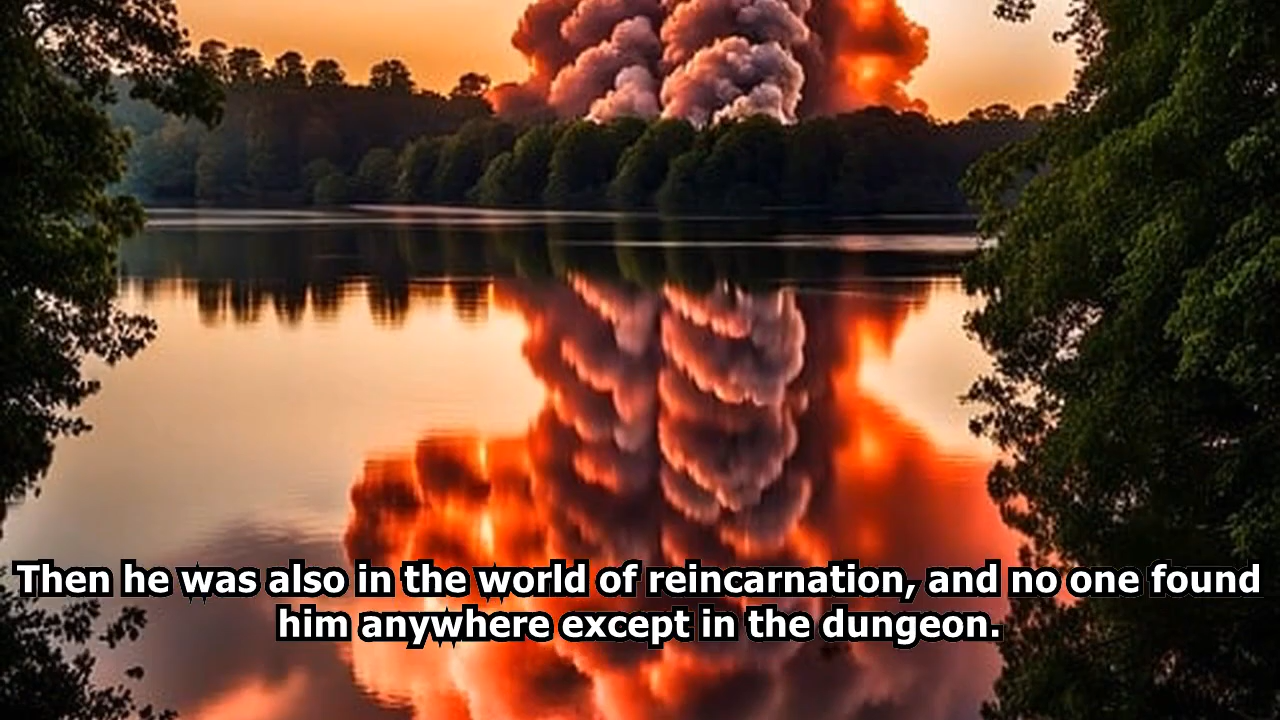 Then he was also in the world of reincarnation, and no one found
him anywhere except in the dungeon.